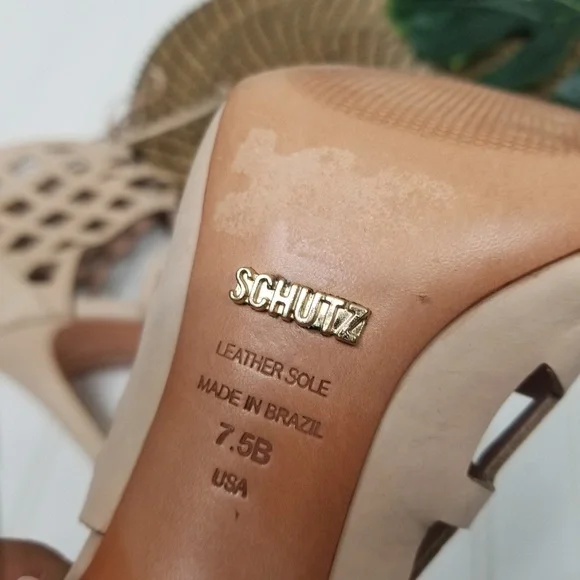 SCHUTZ
LEATHER SOLE
MADE IN BRAZIL
7.5B
USA